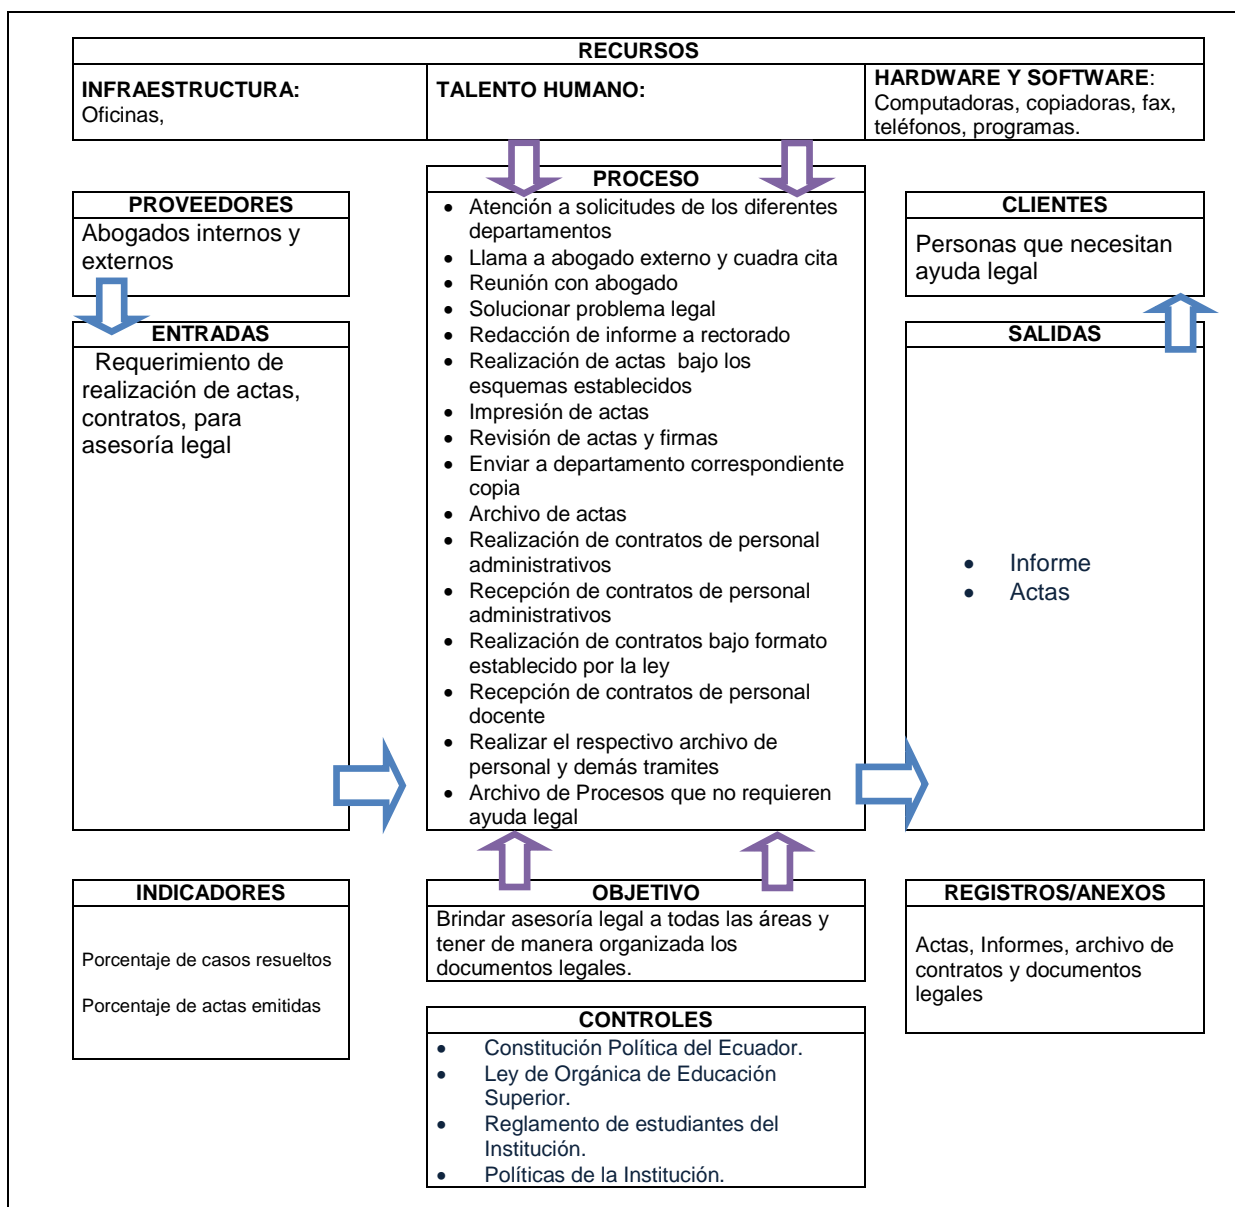 RECURSOS
INFRAESTRUCTURA:
Oficinas,
TALENTO HUMANO:
HARDWARE Y SOFTWARE:
Computadoras, copiadoras, fax,
teléfonos, programas.
PROVEEDORES
Abogados internos y
externos
ENTRADAS
Requerimiento de
realización de actas,
contratos, para
asesoría legal
PROCESO
• Atención a solicitudes de los diferentes
departamentos
• Llama a abogado externo y cuadra cita
• Reunión con abogado
• Solucionar problema legal
• Redacción de informe a rectorado
• Realización de actas bajo los
esquemas establecidos
• Impresión de actas
• Revisión de actas y firmas
• Enviar a departamento correspondiente
copia
• Archivo de actas
• Realización de contratos de personal
administrativos
• Recepción de contratos de personal
administrativos
• Realización de contratos bajo formato
establecido por la ley
• Recepción de contratos de personal
docente
• Realizar el respectivo archivo de
personal y demás tramites
• Archivo de Procesos que no requieren
ayuda legal
CLIENTES
Personas que necesitan
ayuda legal
SALIDAS
• Informe
• Actas
INDICADORES
Porcentaje de casos resueltos
Porcentaje de actas emitidas
OBJETIVO
Brindar asesoría legal a todas las áreas y
tener de manera organizada los
documentos legales.
REGISTROS/ANEXOS
Actas, Informes, archivo de
contratos y documentos
legales
CONTROLES
• Constitución Política del Ecuador.
• Ley de Orgánica de Educación
Superior.
• Reglamento de estudiantes del
Institución.
• Políticas de la Institución.